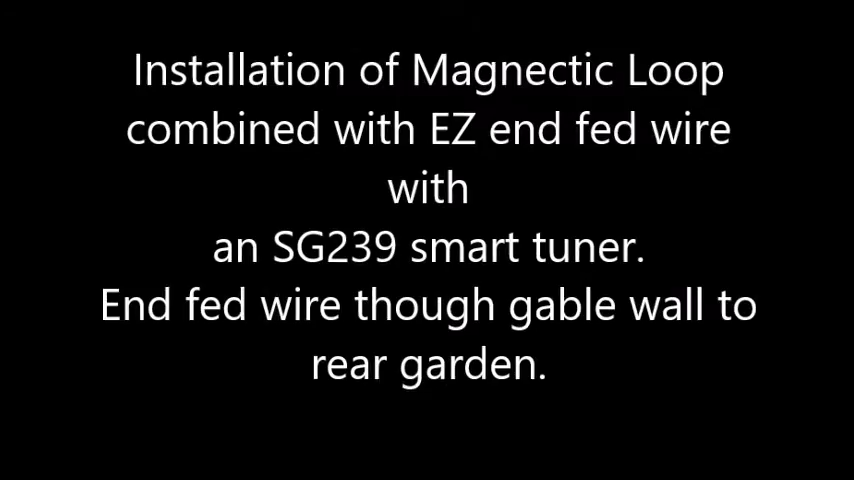 Installation of Magnectic Loop
combined with EZ end fed wire
with
an SG239 smart tuner.
End fed wire though gable wall to
rear garden.